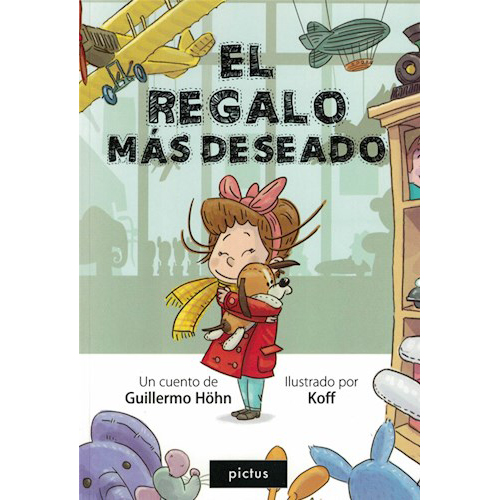 EL
REGALO
MÁS DESEADO
Un cuento de
Guillermo Höhn
Ilustrado por
Koff
pictus